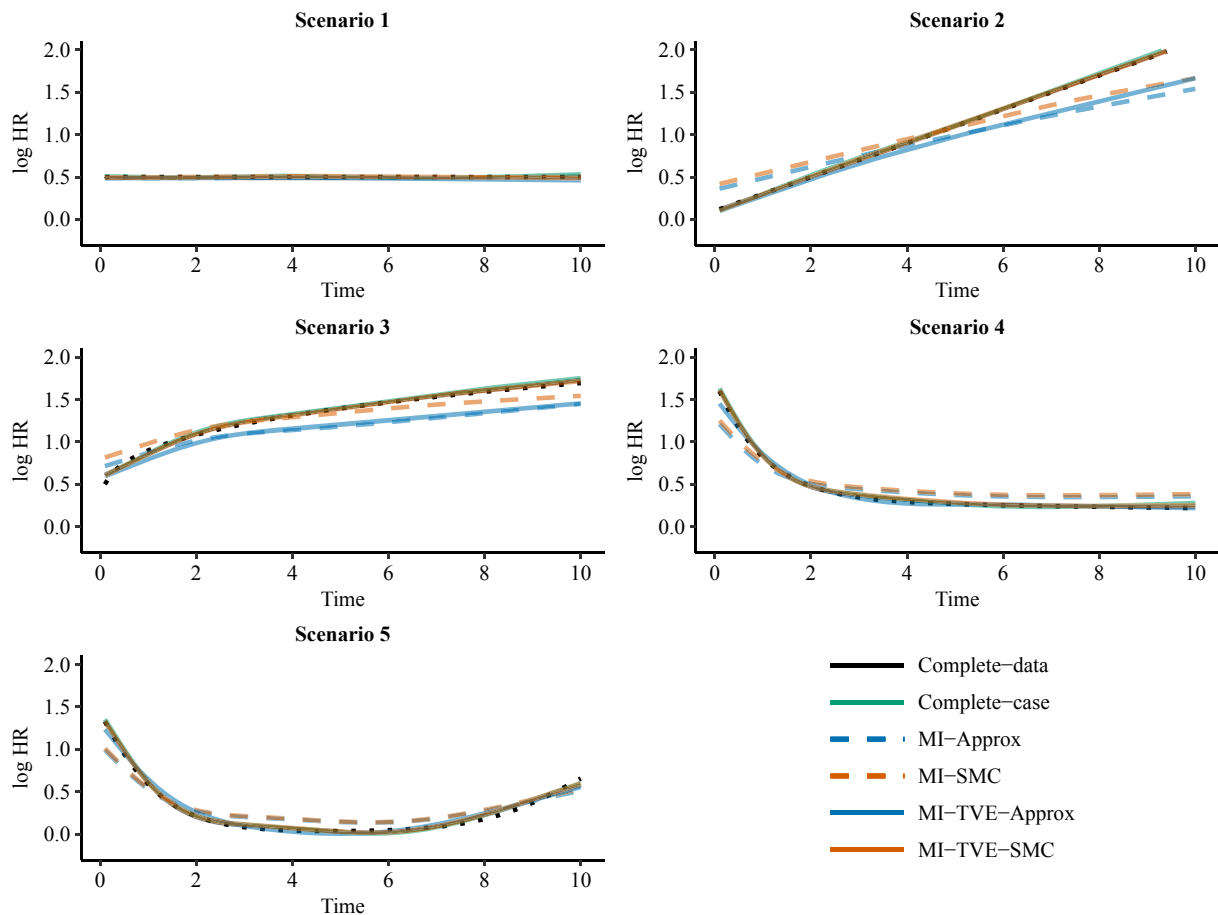 Scenario 1
2.0
1.5
1.0
0.5
0.0
log HR
0 2 4 6 8 10
Time
Scenario 2
2.0
1.5
1.0
0.5
0.0
log HR
0 2 4 6 8 10
Time
Scenario 3
2.0
1.5
1.0
0.5
0.0
log HR
0 2 4 6 8 10
Time
Scenario 4
2.0
1.5
1.0
0.5
0.0
log HR
0 2 4 6 8 10
Time
Scenario 5
2.0
1.5
1.0
0.5
0.0
log HR
0 2 4 6 8 10
Time
Complete−data
Complete−case
MI−Approx
MI−SMC
MI−TVE−Approx
MI−TVE−SMC